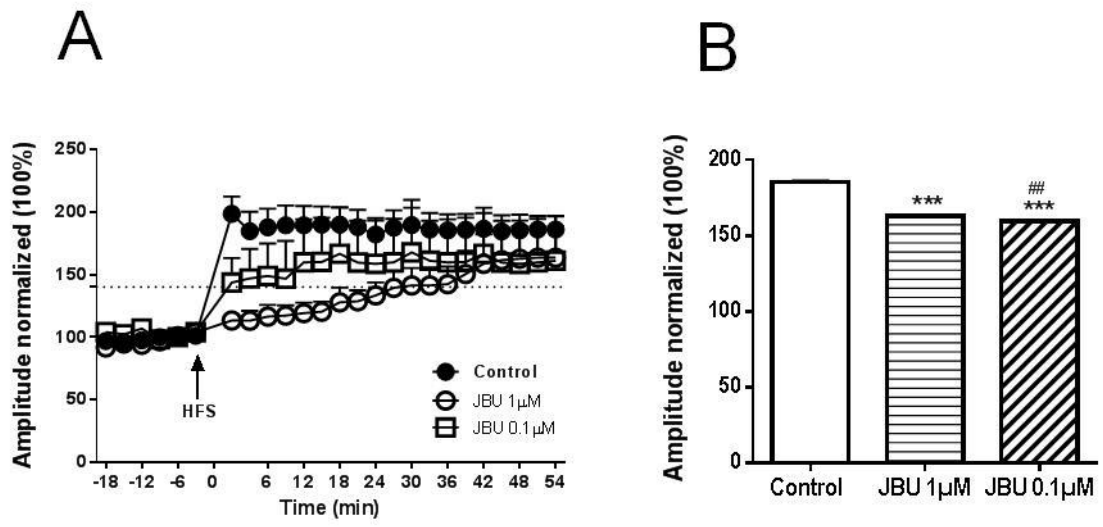 A
Amplitude normalized (100%)
250
200
150
100
50
0
HFS
Control
JBU 1µM
JBU 0.1µM
-18 -12 -6 0 6 12 18 24 30 36 42 48 54
Time (min)
B
Amplitude normalized (100%)
200
150
100
50
0
***
##
***
Control JBU 1µM JBU 0.1µM